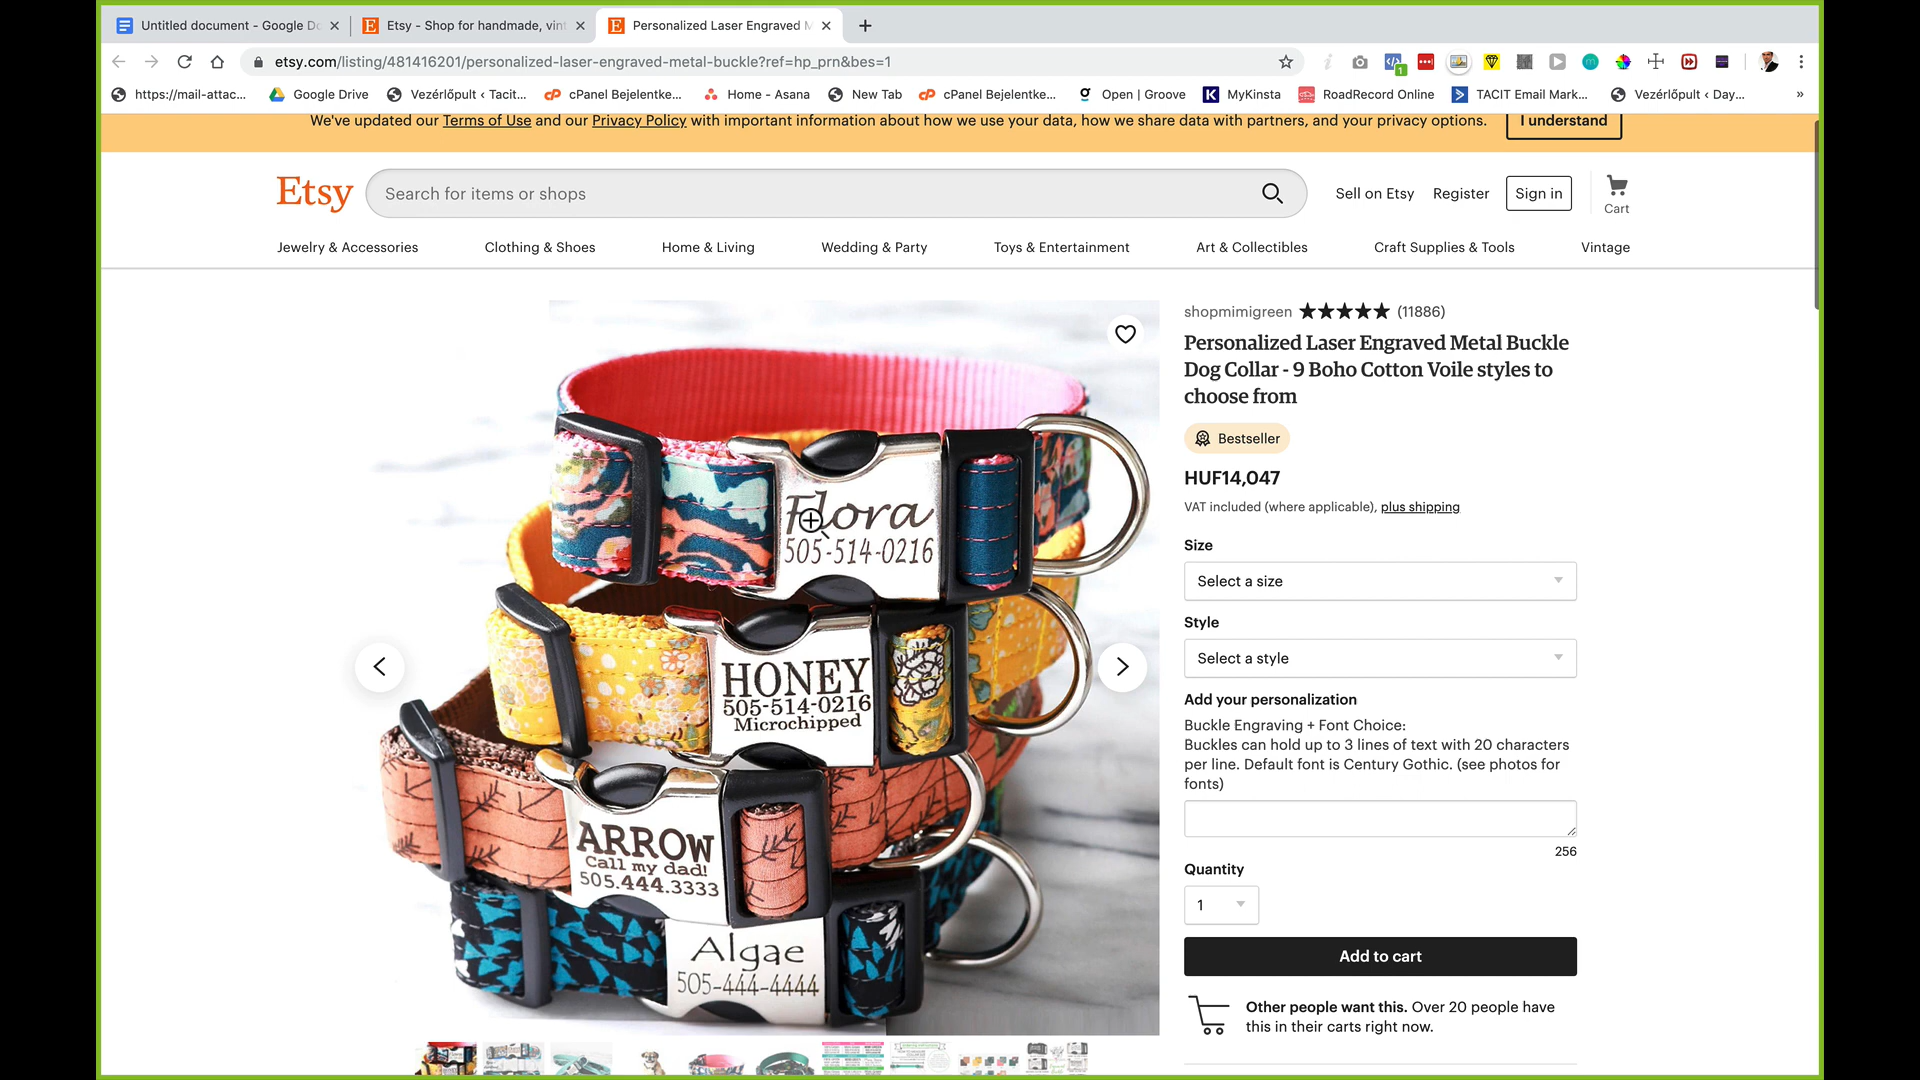 Untitled document - Google Do
Etsy - Shop for handmade, vint
Personalized Laser Engraved M
etsy.com/listing/481416201/personalized-laser-engraved-metal-buckle?ref=hp_prn&bes=1
https://mail-attac...
Google Drive
Vezérlőpult ‹ Tacit...
cPanel Bejelentke...
Home - Asana
New Tab
cPanel Bejelentke...
Open | Groove
MyKinsta
RoadRecord Online
TACIT Email Mark...
Vezérlőpult ‹ Day...
»
We've updated our Terms of Use and our Privacy Policy with important information about how we use your data, how we share data with partners, and your privacy options.
I understand
Etsy
Search for items or shops
Sell on Etsy
Register
Sign in
Cart
Jewelry & Accessories
Clothing & Shoes
Home & Living
Wedding & Party
Toys & Entertainment
Art & Collectibles
Craft Supplies & Tools
Vintage
Flora
505-514-0216
HONEY
505-514-0216
Microchipped
ARROW
Call my dad!
505.444.3333
Algae
505-444-4444
shopmimigreen ★★★★★ (11886)
Personalized Laser Engraved Metal Buckle
Dog Collar - 9 Boho Cotton Voile styles to
choose from
Bestseller
HUF14,047
VAT included (where applicable), plus shipping
Size
Select a size
Style
Select a style
Add your personalization
Buckle Engraving + Font Choice:
Buckles can hold up to 3 lines of text with 20 characters
per line. Default font is Century Gothic. (see photos for
fonts)
256
Quantity
1
Add to cart
Other people want this. Over 20 people have
this in their carts right now.